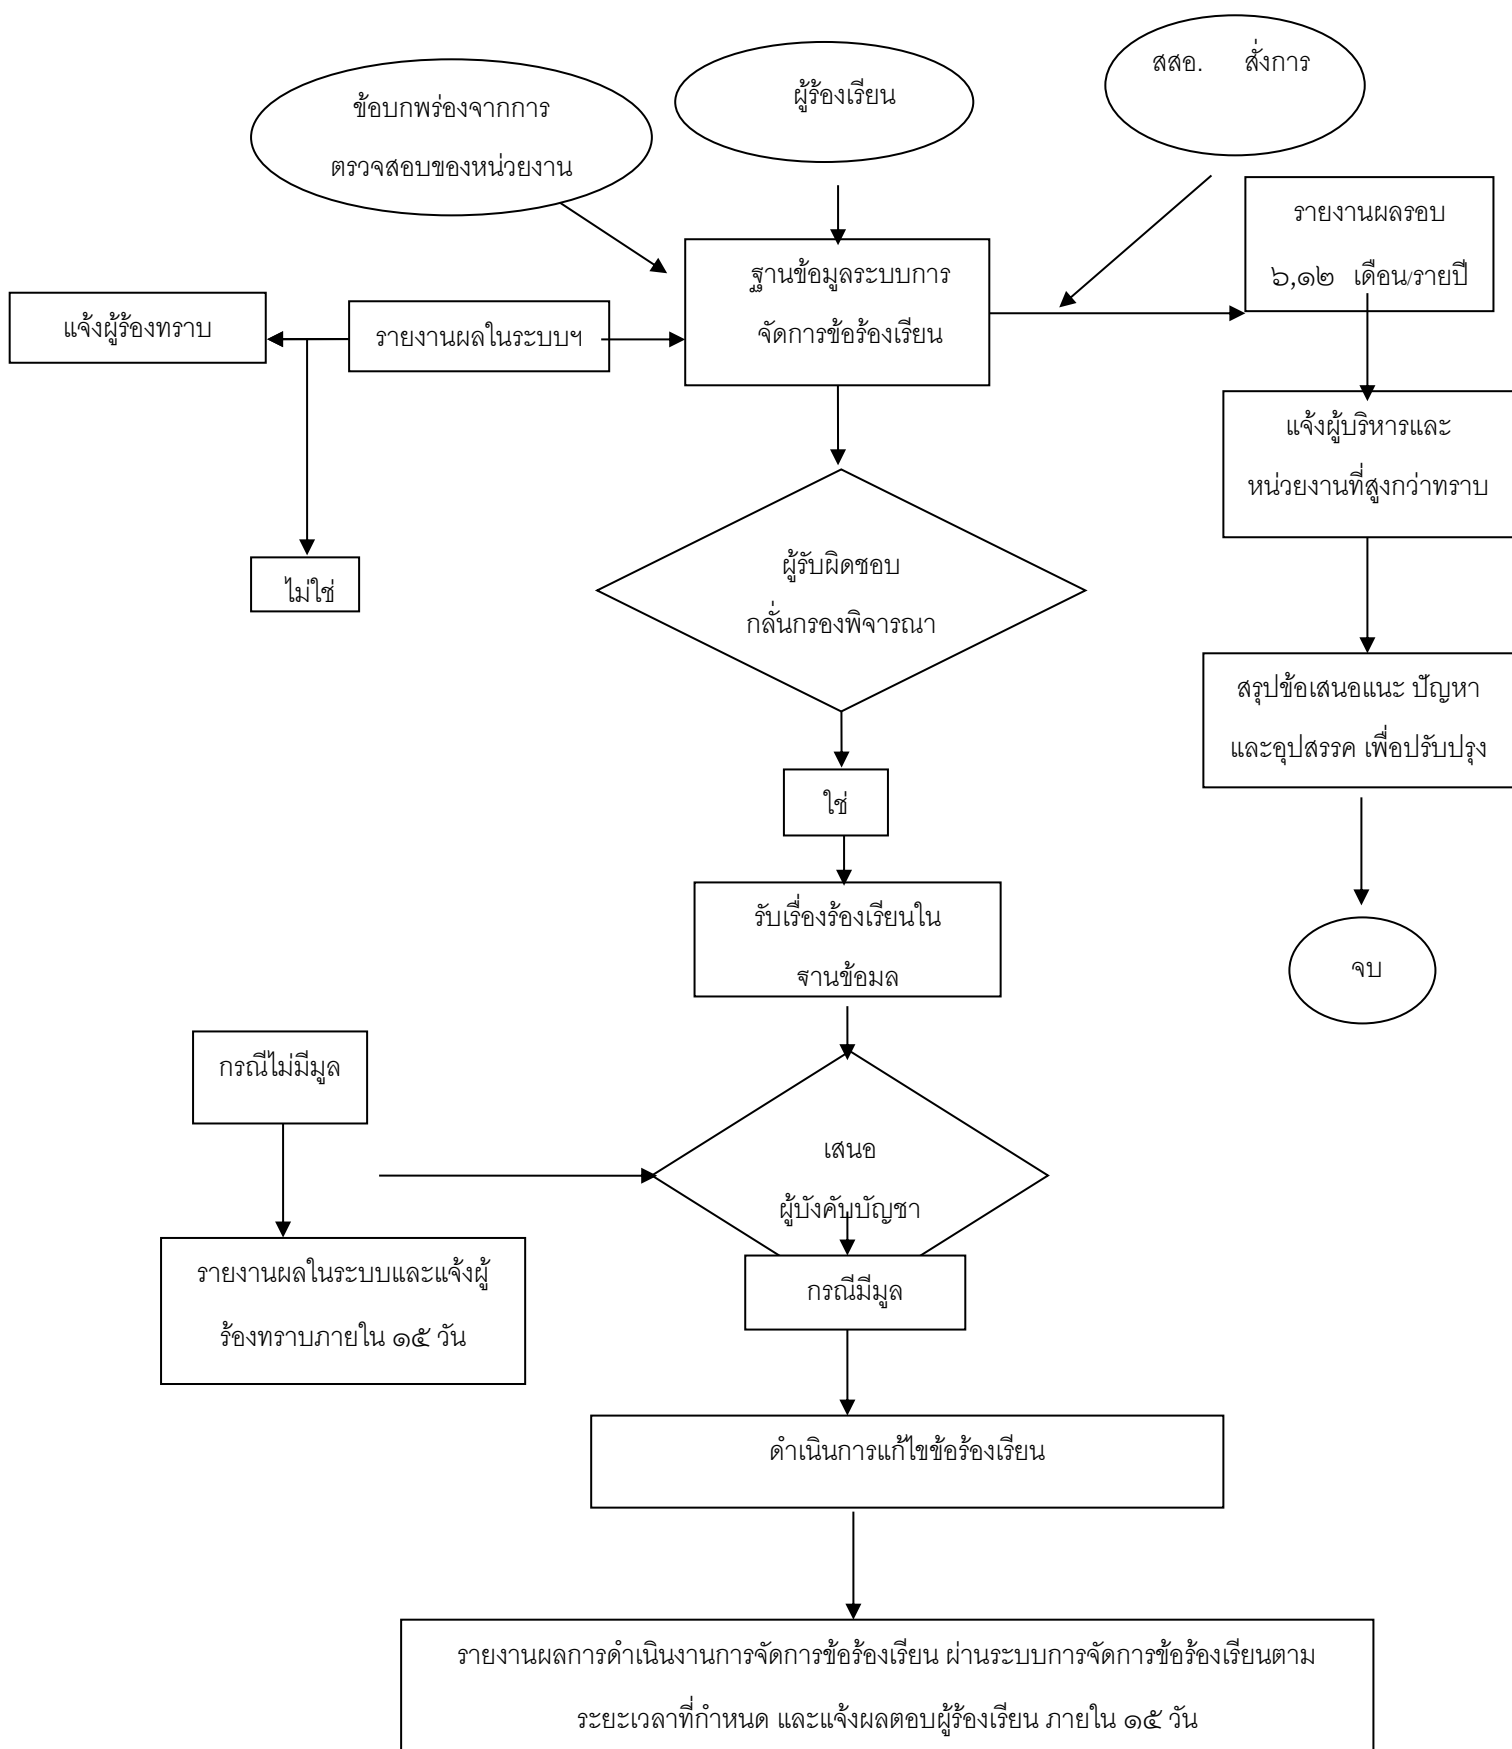 สสอ. สั่งการ
ผู้ร้องเรียน
ข้อบกพร่องจากการ
ตรวจสอบของหน่วยงาน
รายงานผลรอบ
๖,๑๒ เดือน/รายปี
ฐานข้อมูลระบบการ
จัดการข้อร้องเรียน
แจ้งผู้ร้องทราบ
รายงานผลในระบบฯ
แจ้งผู้บริหารและ
หน่วยงานที่สูงกว่าทราบ
ไม่ใช่
ผู้รับผิดชอบ
กลั่นกรองพิจารณา
สรุปข้อเสนอแนะ ปัญหา
และอุปสรรค เพื่อปรับปรุง
ใช่
รับเรื่องร้องเรียนใน
ฐานข้อมูล
จบ
กรณีไม่มีมูล
เสนอ
ผู้บังคับบัญชา
รายงานผลในระบบและแจ้งผู้
ร้องทราบภายใน ๑๕ วัน
กรณีมีมูล
ดำเนินการแก้ไขข้อร้องเรียน
รายงานผลการดำเนินงานการจัดการข้อร้องเรียน ผ่านระบบการจัดการข้อร้องเรียนตาม
ระยะเวลาที่กำหนด และแจ้งผลตอบผู้ร้องเรียน ภายใน ๑๕ วัน